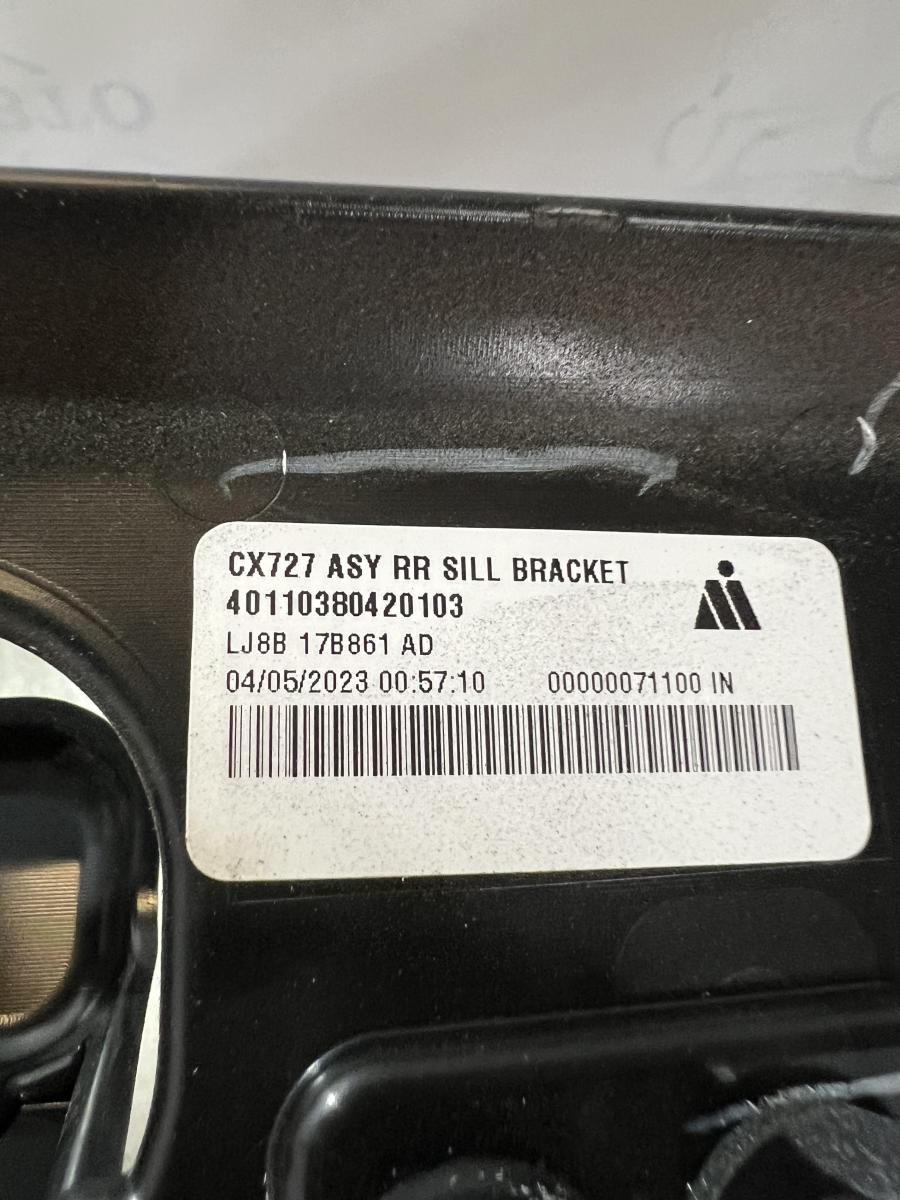 CX727 ASY RR SILL BRACKET
40110380420103
LJ8B 17B861 AD
04/05/2023 00:57:10 00000071100 IN